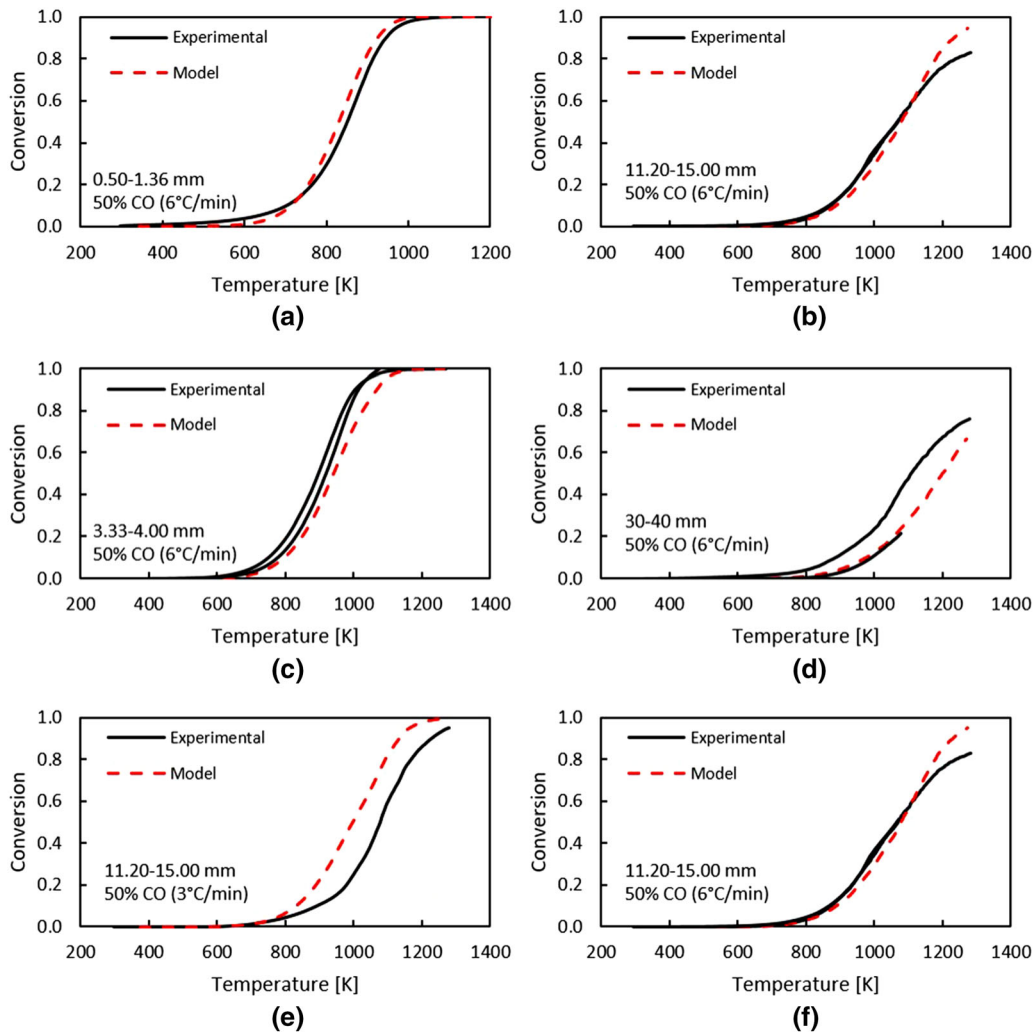 Experimental
Model
Conversion
1.0
0.8
0.6
0.4
0.2
0.0
0.50-1.36 mm
50% CO (6°C/min)
200 400 600 800 1000 1200
Temperature [K]
(a)
Experimental
Model
Conversion
1.0
0.8
0.6
0.4
0.2
0.0
11.20-15.00 mm
50% CO (6°C/min)
200 400 600 800 1000 1200 1400
Temperature [K]
(b)
Experimental
Model
Conversion
1.0
0.8
0.6
0.4
0.2
0.0
3.33-4.00 mm
50% CO (6°C/min)
200 400 600 800 1000 1200 1400
Temperature [K]
(c)
Experimental
Model
Conversion
1.0
0.8
0.6
0.4
0.2
0.0
30-40 mm
50% CO (6°C/min)
200 400 600 800 1000 1200 1400
Temperature [K]
(d)
Experimental
Model
Conversion
1.0
0.8
0.6
0.4
0.2
0.0
11.20-15.00 mm
50% CO (3°C/min)
200 400 600 800 1000 1200 1400
Temperature [K]
(e)
Experimental
Model
Conversion
1.0
0.8
0.6
0.4
0.2
0.0
11.20-15.00 mm
50% CO (6°C/min)
200 400 600 800 1000 1200 1400
Temperature [K]
(f)